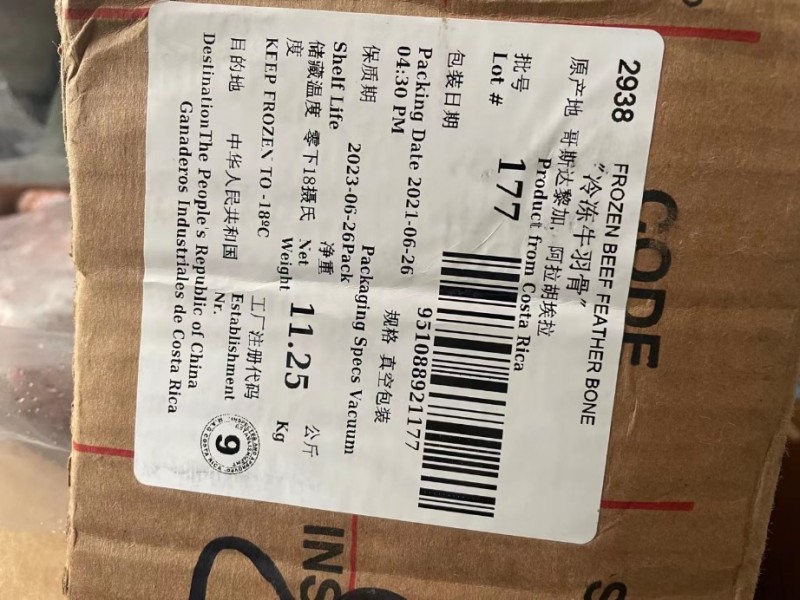 CODE
2938 FROZEN BEEF FEATHER BONE
"冷冻牛羽骨"
原产地 哥斯达黎加, 阿拉胡埃拉
Product from Costa Rica
批号
Lot # 177
951088921177
包装日期 规格 真空包装
Packing Date 2021-06-26 Packaging Specs Vacuum
04:30 PM
保质期 2023-06-26Pack
Shelf Life
储藏温度 零下18摄氏度 净重 11.25 公斤
KEEP FROZEN TO -18ºC Net Weight Kg
目的地 中华人民共和国 工厂注册代码
Establishment Nr. 9
DestinationThe People's Republic of China
Ganaderos Industriales de Costa Rica
INS